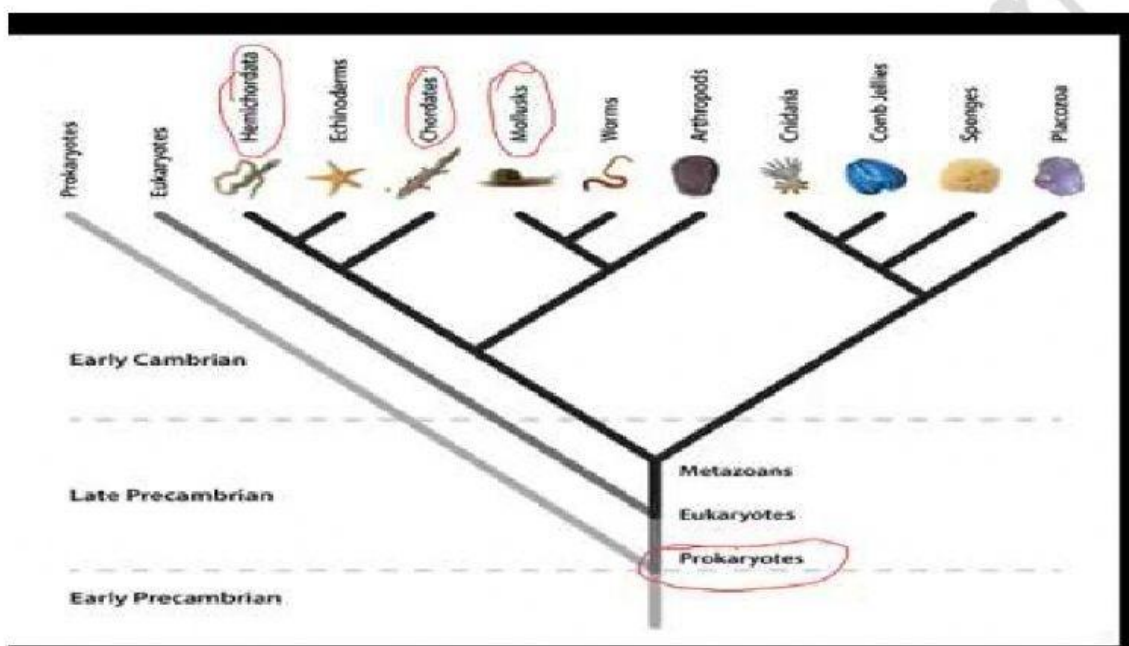 Prokaryotes
Eukaryotes
Hemichordata
Echinoderms
Chordates
Mollusks
Worms
Arthropods
Cnidaria
Comb Jellies
Sponges
Placozoa
Early Cambrian
Metazoans
Late Precambrian
Eukaryotes
Prokaryotes
Early Precambrian